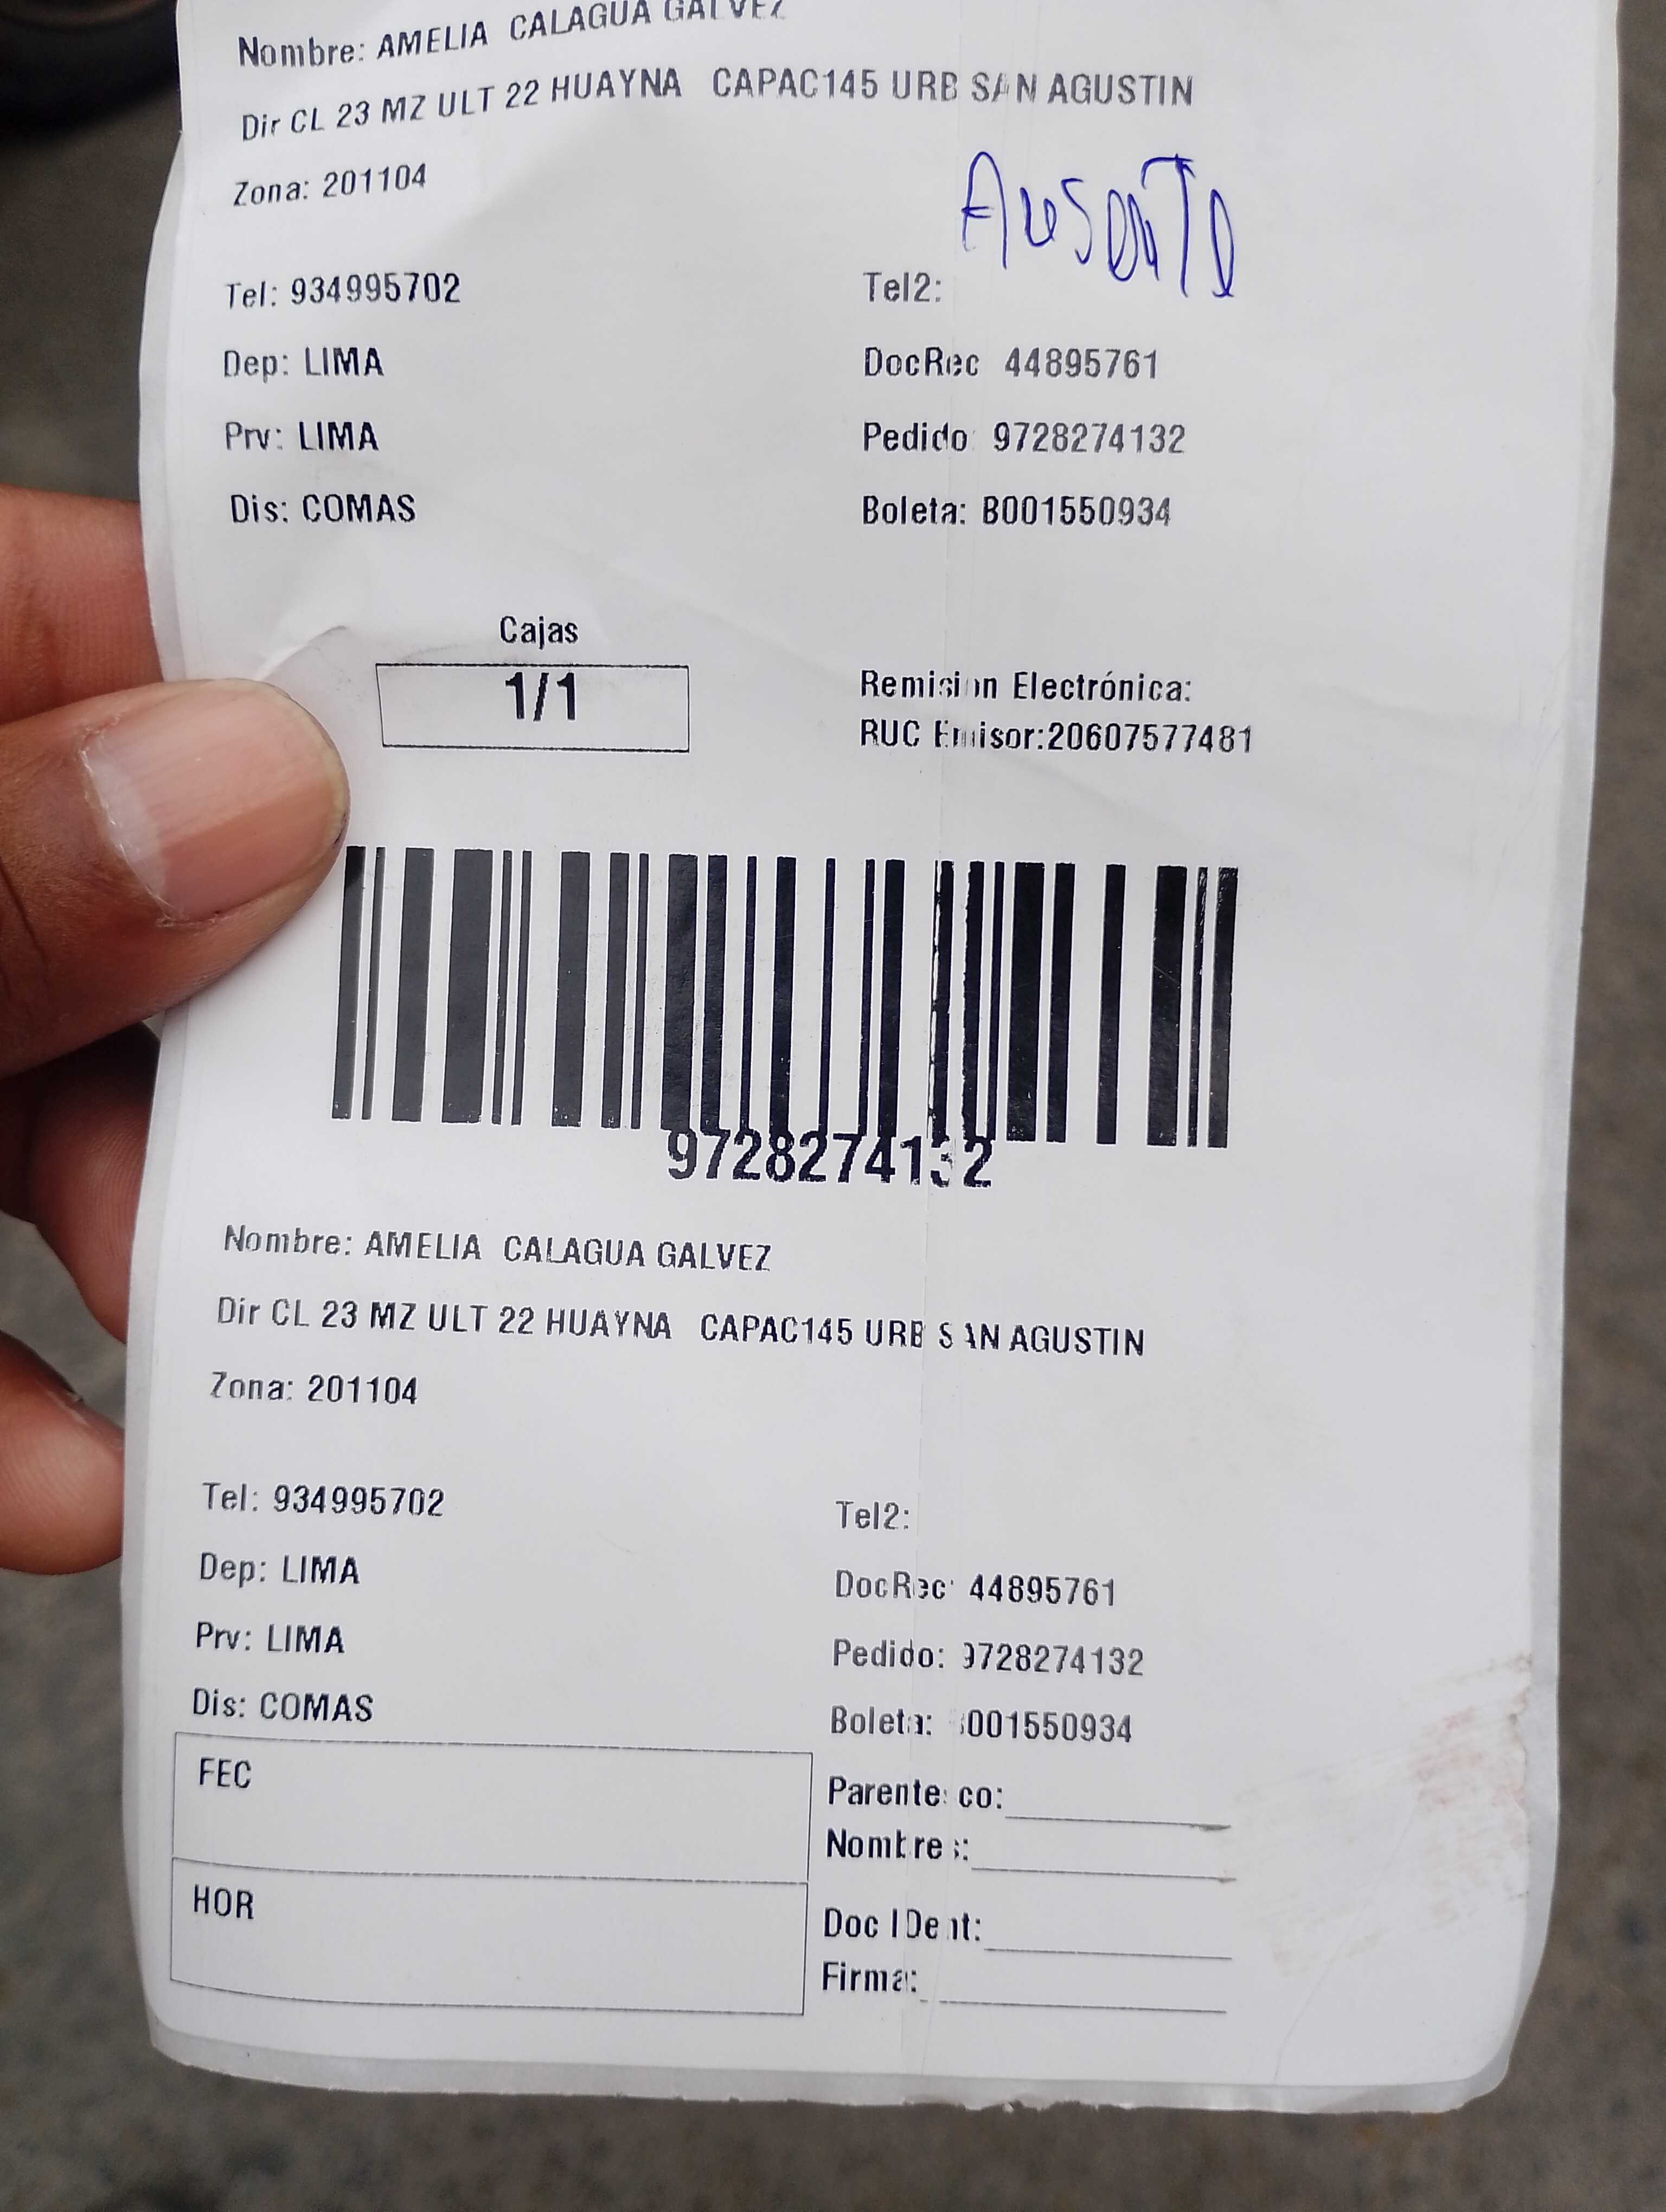 Nombre: AMELIA CALAGUA GALVEZ
Dir CL 23 MZ ULT 22 HUAYNA CAPAC145 URB SAN AGUSTIN
Zona: 201104
Ausente
Tel: 934995702
Tel2:
Dep: LIMA
DocRec 44895761
Prv: LIMA
Pedido 9728274132
Dis: COMAS
Boleta: B001550934
Cajas
1/1
Remision Electrónica:
RUC Emisor:20607577481
9728274132
Nombre: AMELIA CALAGUA GALVEZ
Dir CL 23 MZ ULT 22 HUAYNA CAPAC145 URB SAN AGUSTIN
Zona: 201104
Tel: 934995702
Tel2:
Dep: LIMA
DocRec: 44895761
Prv: LIMA
Pedido: 9728274132
Dis: COMAS
Boleta: B001550934
FEC
Parentesco:
Nombres:
HOR
Doc IDent:
Firma: